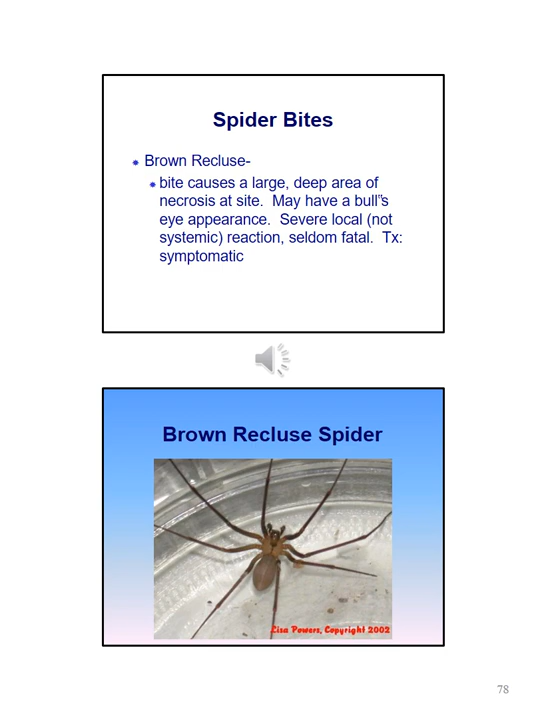 Spider Bites
Brown Recluse-
bite causes a large, deep area of
necrosis at site.  May have a bull"s
eye appearance.  Severe local (not
systemic) reaction, seldom fatal.  Tx:
symptomatic
Brown Recluse Spider
Lisa Powers, Copyright 2002
78